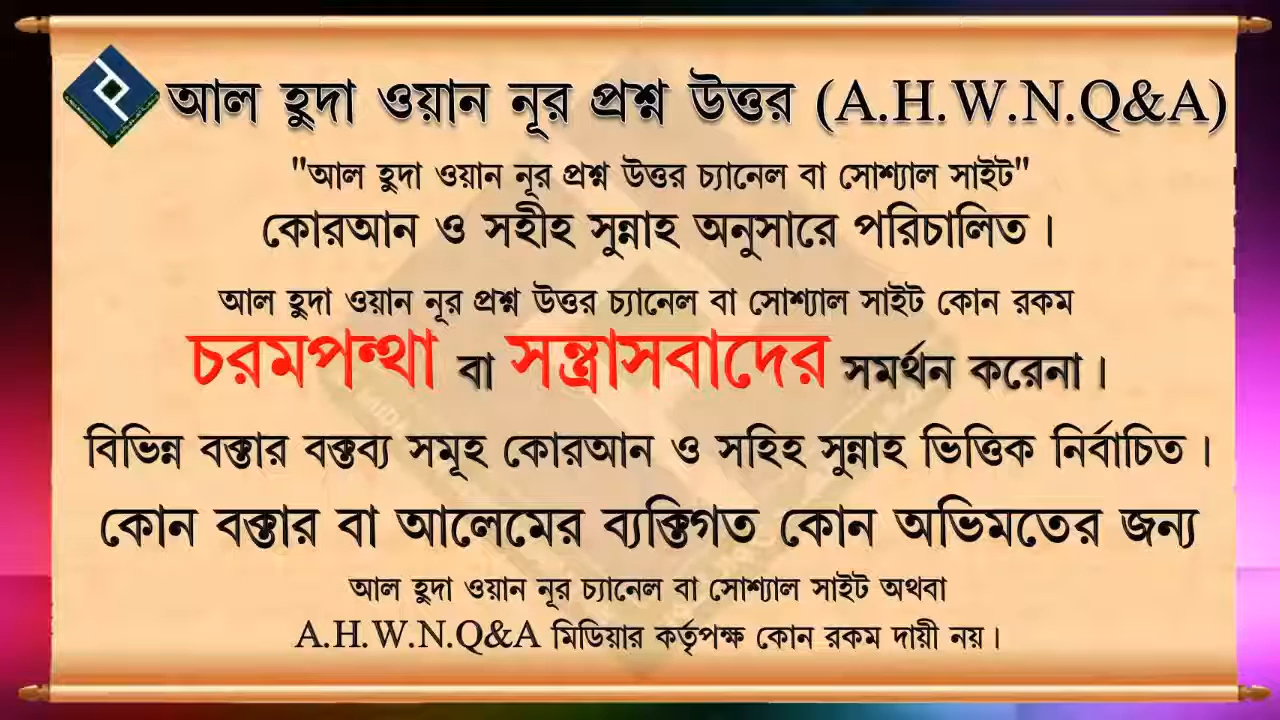 আল হুদা ওয়ান নূর প্রশ্ন উত্তর (A.H.W.N.Q&A)
"আল হুদা ওয়ান নূর প্রশ্ন উত্তর চ্যানেল বা সোশ্যাল সাইট"
কোরআন ও সহীহ সুন্নাহ অনুসারে পরিচালিত।
আল হুদা ওয়ান নূর প্রশ্ন উত্তর চ্যানেল বা সোশ্যাল সাইট কোন রকম
চরমপন্থা বা সন্ত্রাসবাদের সমর্থন করেনা।
বিভিন্ন বক্তার বক্তব্য সমূহ কোরআন ও সহিহ সুন্নাহ ভিত্তিক নির্বাচিত।
কোন বক্তার বা আলেমের ব্যক্তিগত কোন অভিমতের জন্য
আল হুদা ওয়ান নূর চ্যানেল বা সোশ্যাল সাইট অথবা
A.H.W.N.Q&A মিডিয়ার কর্তৃপক্ষ কোন রকম দায়ী নয়।